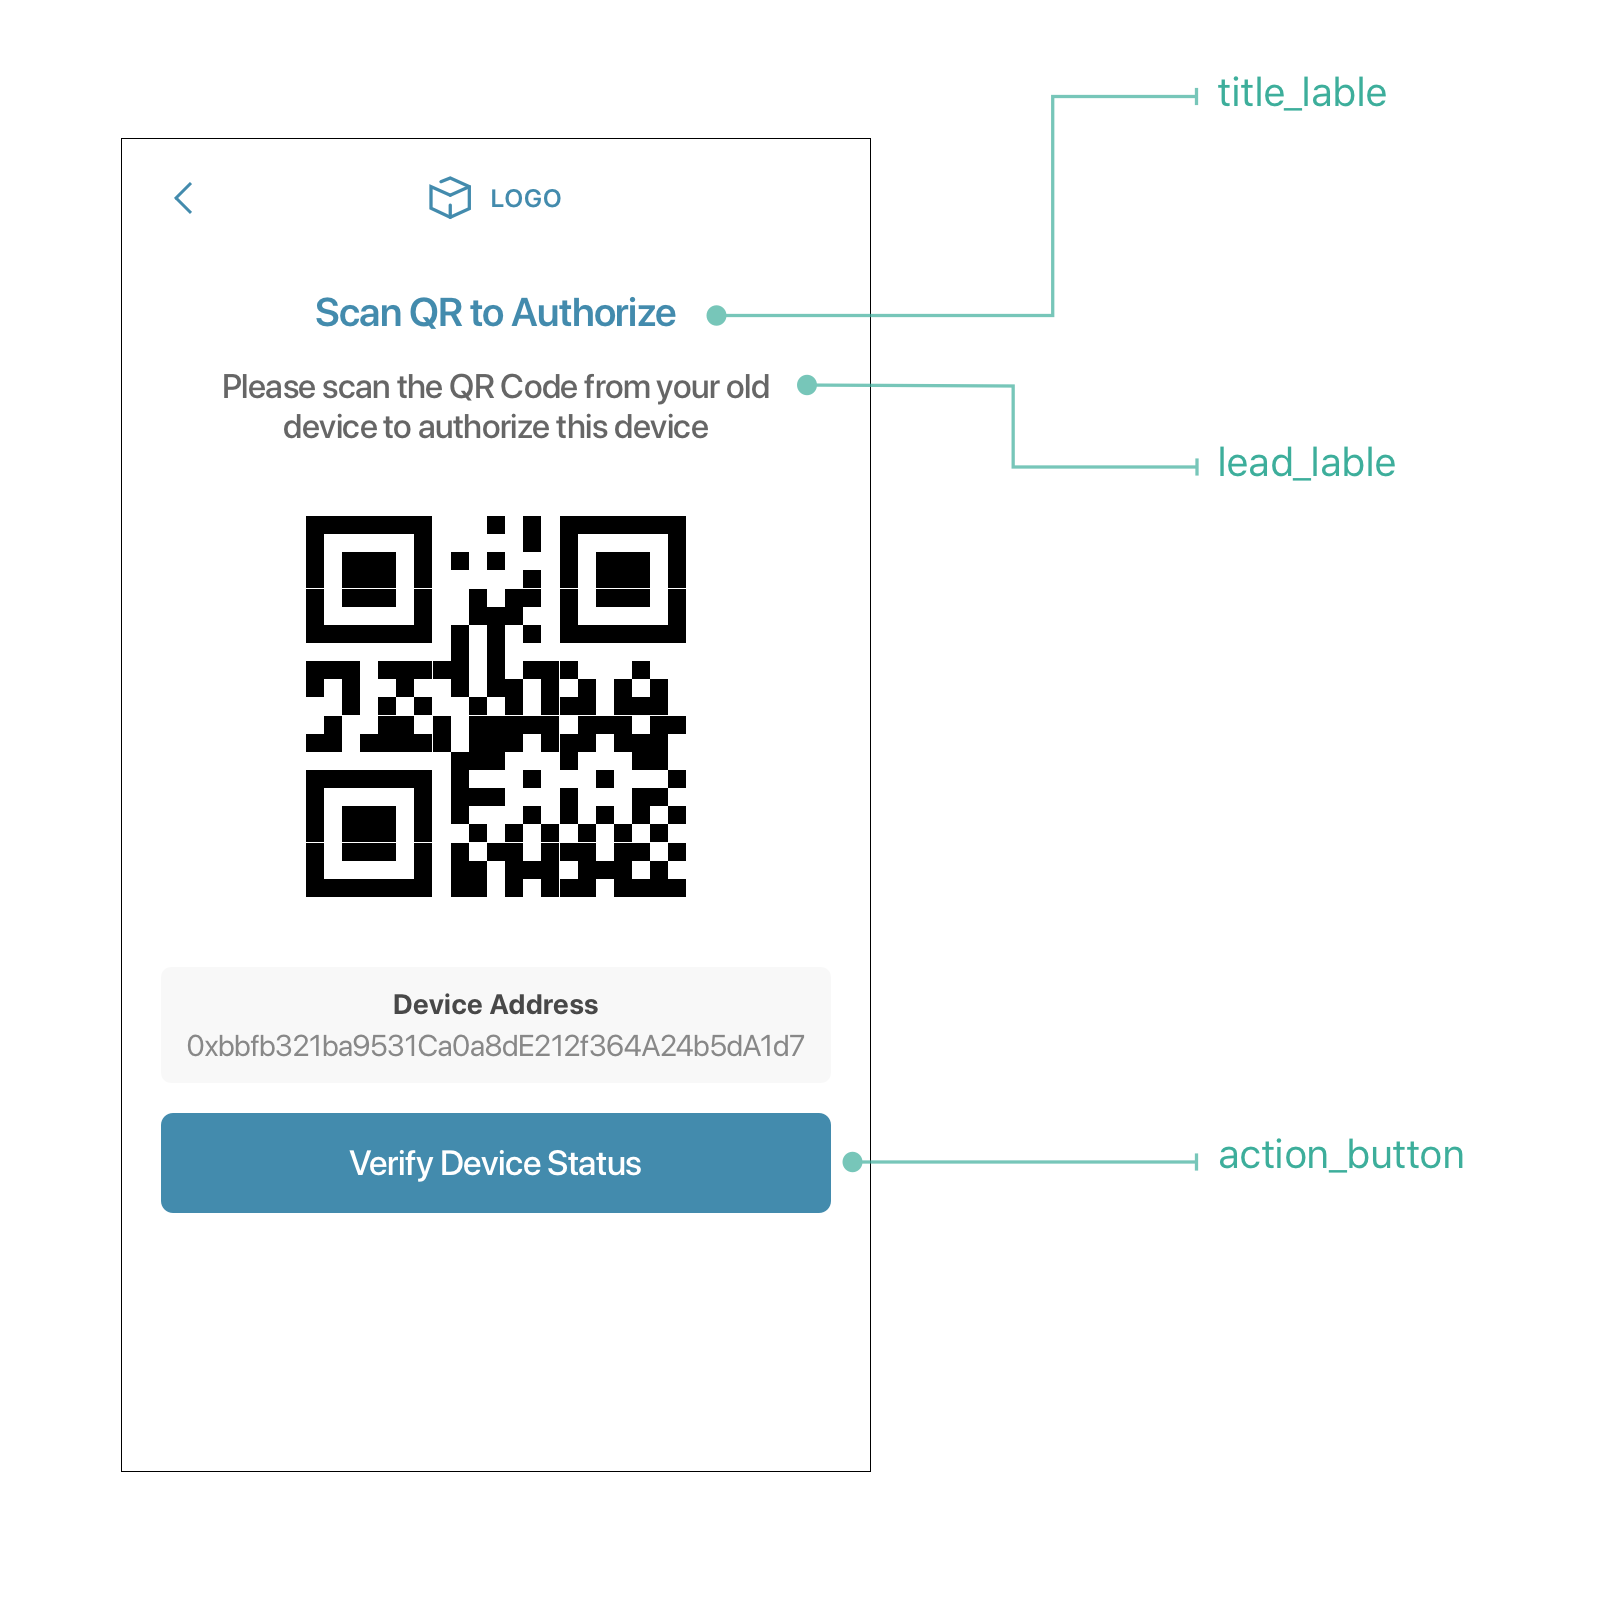 title_lable
LOGO
Scan QR to Authorize
Please scan the QR Code from your old
device to authorize this device
lead_lable
Device Address
0xbbfb321ba9531Ca0a8dE212f364A24b5dA1d7
Verify Device Status
action_button